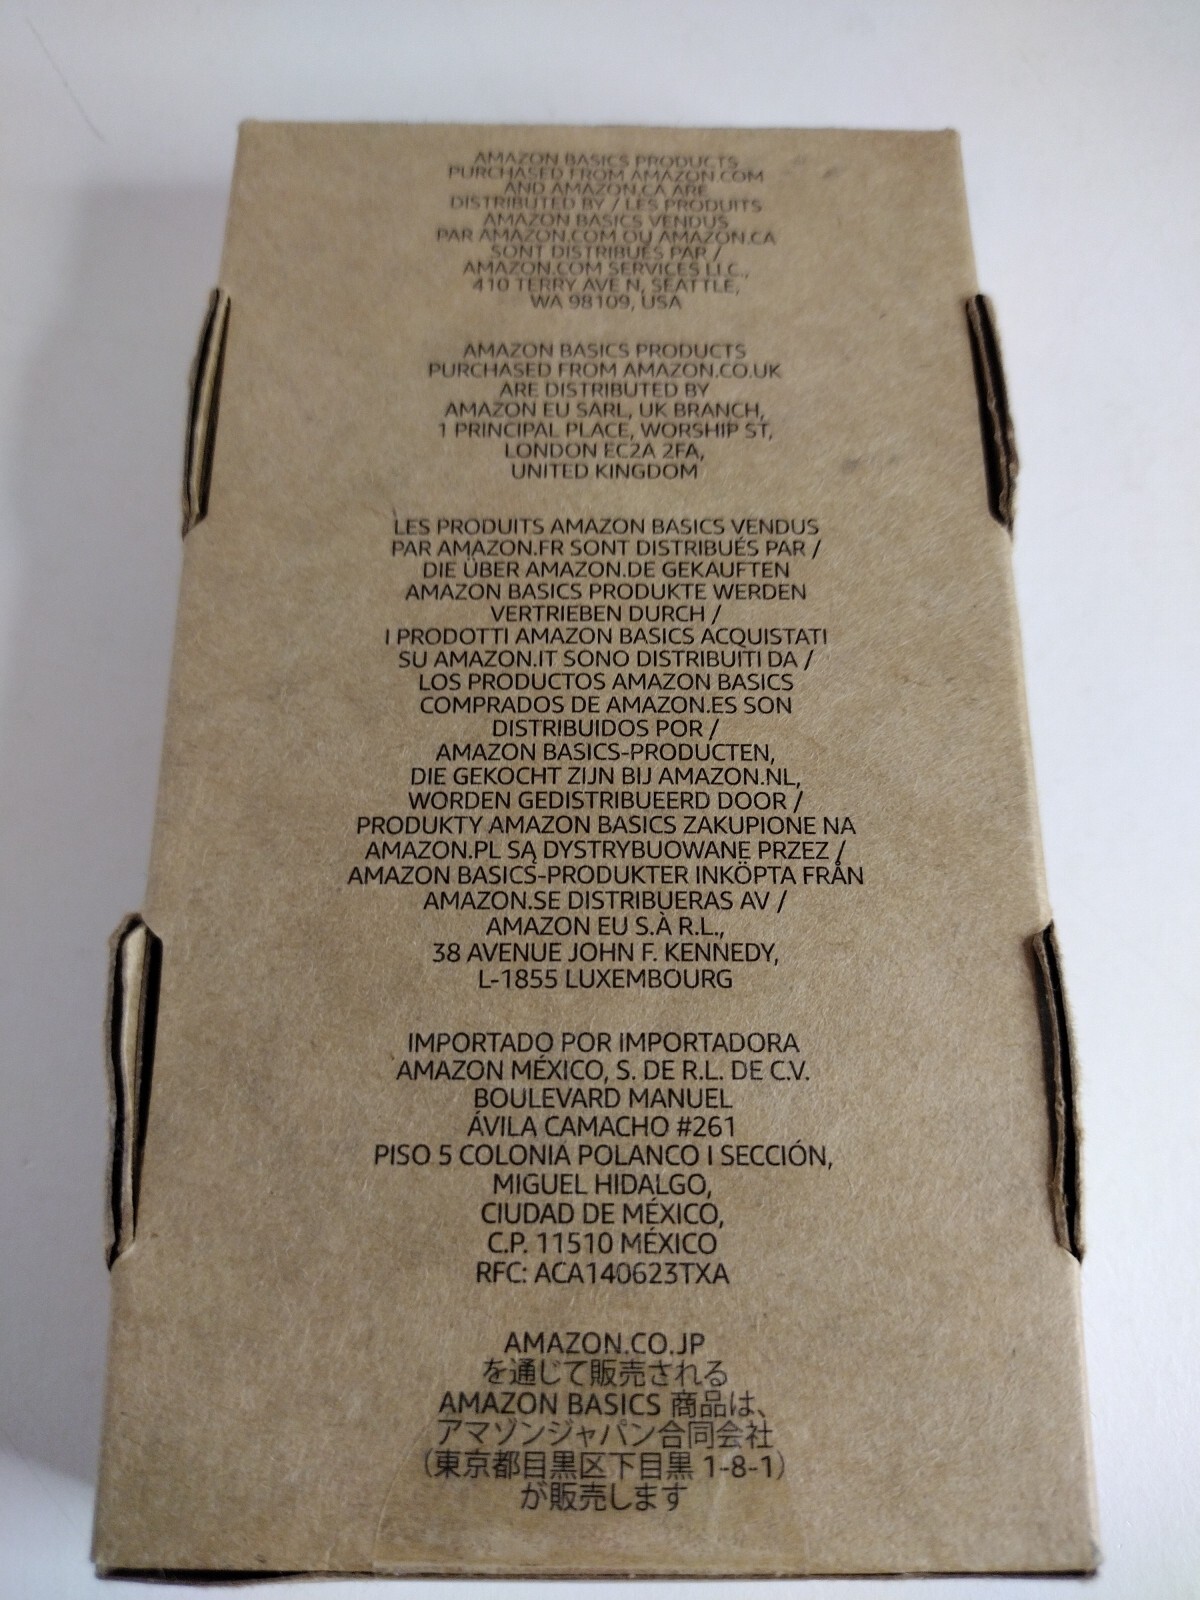 AMAZON BASICS PRODUCTS
PURCHASED FROM AMAZON.COM
AND AMAZON.CA ARE
DISTRIBUTED BY / LES PRODUITS
AMAZON BASICS VENDUS
PAR AMAZON.COM OU AMAZON.CA
SONT DISTRIBUÉS PAR /
AMAZON.COM SERVICES LLC.,
410 TERRY AVE N, SEATTLE,
WA 98109, USA
AMAZON BASICS PRODUCTS
PURCHASED FROM AMAZON.CO.UK
ARE DISTRIBUTED BY
AMAZON EU SARL, UK BRANCH,
1 PRINCIPAL PLACE, WORSHIP ST,
LONDON EC2A 2FA,
UNITED KINGDOM
LES PRODUITS AMAZON BASICS VENDUS
PAR AMAZON.FR SONT DISTRIBUÉS PAR /
DIE ÜBER AMAZON.DE GEKAUFTEN
AMAZON BASICS PRODUKTE WERDEN
VERTRIEBEN DURCH /
I PRODOTTI AMAZON BASICS ACQUISTATI
SU AMAZON.IT SONO DISTRIBUITI DA /
LOS PRODUCTOS AMAZON BASICS
COMPRADOS DE AMAZON.ES SON
DISTRIBUIDOS POR /
AMAZON BASICS-PRODUCTEN,
DIE GEKOCHT ZIJN BIJ AMAZON.NL,
WORDEN GEDISTRIBUEERD DOOR /
PRODUKTY AMAZON BASICS ZAKUPIONE NA
AMAZON.PL SĄ DYSTRYBUOWANE PRZEZ /
AMAZON BASICS-PRODUKTER INKÖPTA FRÅN
AMAZON.SE DISTRIBUERAS AV /
AMAZON EU S.À R.L.,
38 AVENUE JOHN F. KENNEDY,
L-1855 LUXEMBOURG
IMPORTADO POR IMPORTADORA
AMAZON MÉXICO, S. DE R.L. DE C.V.
BOULEVARD MANUEL
ÁVILA CAMACHO #261
PISO 5 COLONIA POLANCO I SECCIÓN,
MIGUEL HIDALGO,
CIUDAD DE MÉXICO,
C.P. 11510 MÉXICO
RFC: ACA140623TXA
AMAZON.CO.JP
を通じて販売される
AMAZON BASICS 商品は、
アマゾンジャパン合同会社
（東京都目黒区下目黒 1-8-1）
が販売します